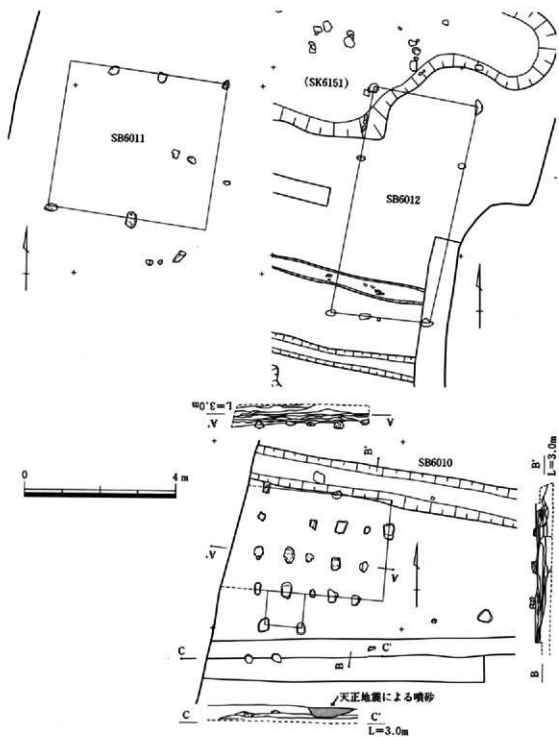 (SK6151)
SB6011
SB6012
L=3.0m
A' A
0 4 m
SB6010
B'
B' L=3.0m
A' A
C C'
B
B
天正地震による噴砂
C C'
L=3.0m